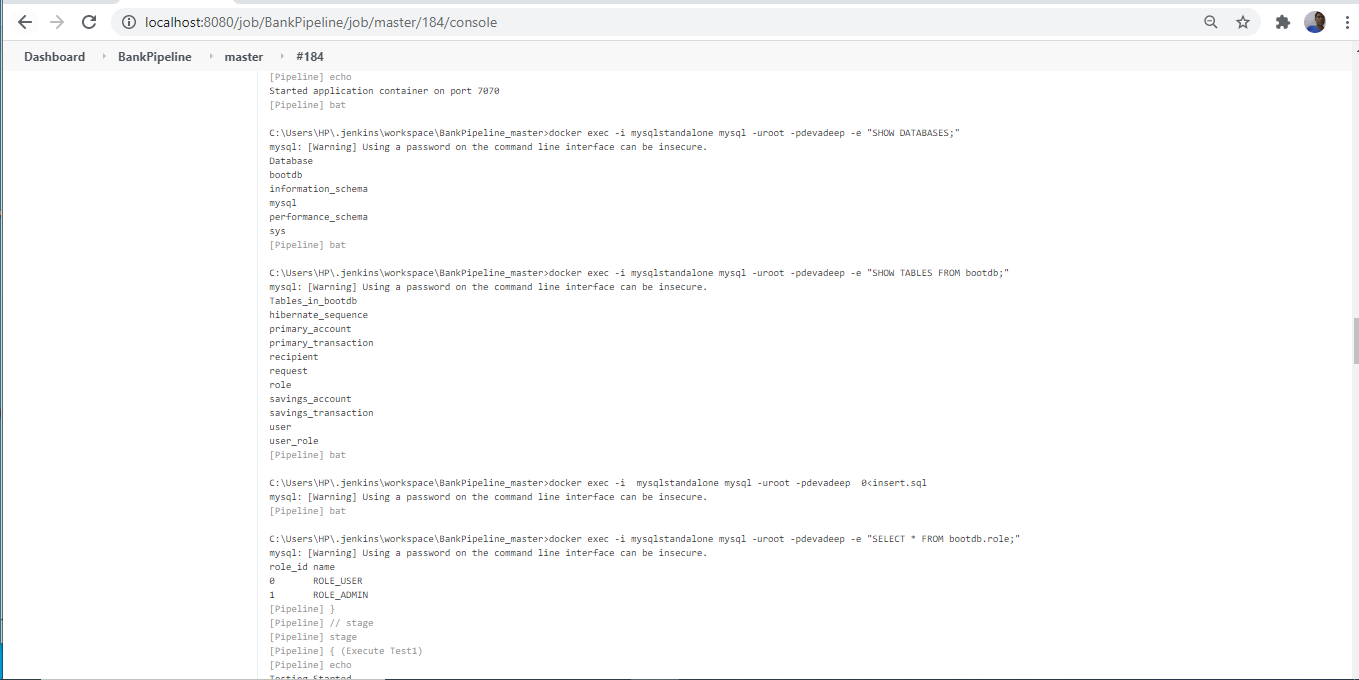 localhost:8080/job/BankPipeline/job/master/184/console
Dashboard BankPipeline master #184
[Pipeline] echo
Started application container on port 7070
[Pipeline] bat
C:\Users\HP\.jenkins\workspace\BankPipeline_master>docker exec -i mysqlstandalone mysql -uroot -pdevadeep -e "SHOW DATABASES;"
mysql: [Warning] Using a password on the command line interface can be insecure.
Database
bootdb
information_schema
mysql
performance_schema
sys
[Pipeline] bat
C:\Users\HP\.jenkins\workspace\BankPipeline_master>docker exec -i mysqlstandalone mysql -uroot -pdevadeep -e "SHOW TABLES FROM bootdb;"
mysql: [Warning] Using a password on the command line interface can be insecure.
Tables_in_bootdb
hibernate_sequence
primary_account
primary_transaction
recipient
request
role
savings_account
savings_transaction
user
user_role
[Pipeline] bat
C:\Users\HP\.jenkins\workspace\BankPipeline_master>docker exec -i  mysqlstandalone mysql -uroot -pdevadeep  0<insert.sql
mysql: [Warning] Using a password on the command line interface can be insecure.
[Pipeline] bat
C:\Users\HP\.jenkins\workspace\BankPipeline_master>docker exec -i mysqlstandalone mysql -uroot -pdevadeep -e "SELECT * FROM bootdb.role;"
mysql: [Warning] Using a password on the command line interface can be insecure.
role_id name
0 ROLE_USER
1 ROLE_ADMIN
[Pipeline] }
[Pipeline] // stage
[Pipeline] stage
[Pipeline] { (Execute Test1)
[Pipeline] echo
Testing Started